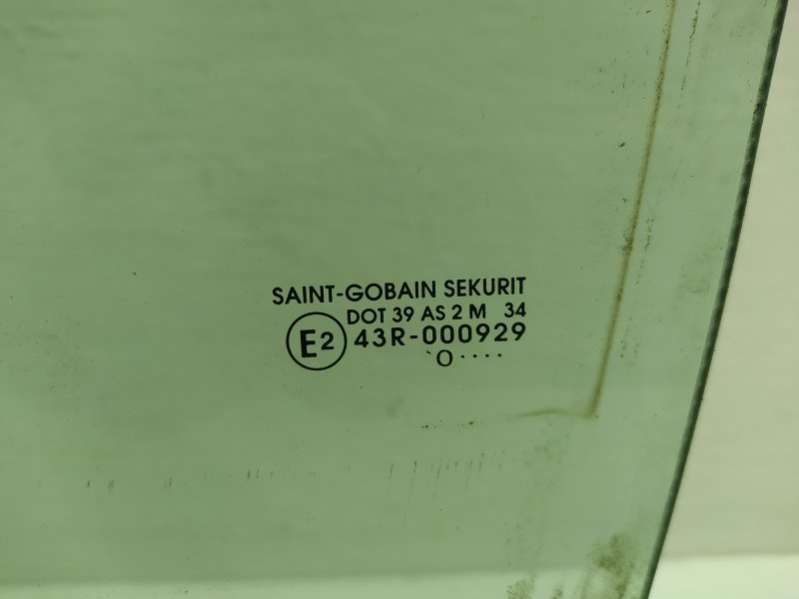 SAINT-GOBAIN SEKURIT
DOT 39 AS 2 M 34
E2 43R-000929
.O....